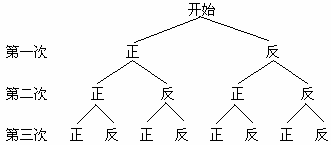 开始
第一次 正 反
第二次 正 反 正 反
第三次 正 反 正 反 正 反 正 反